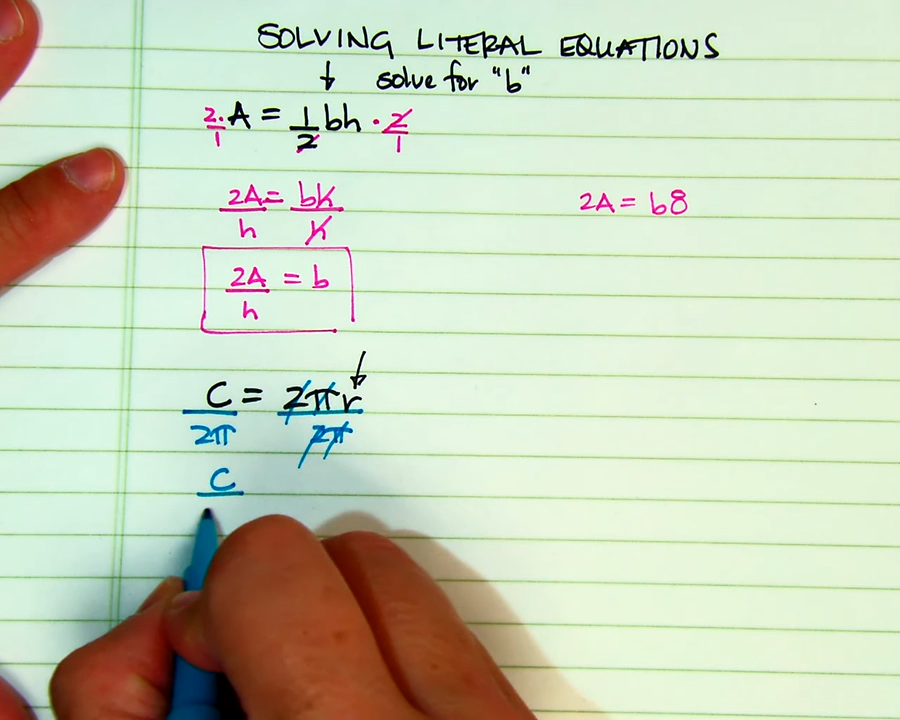 SOLVING LITERAL EQUATIONS
↓ solve for "b"
2/1 · A = 1/2 bh · 2/1
2A/h = bh/h
2A = b8
2A/h = b
C/2π = 2πr/2π
C